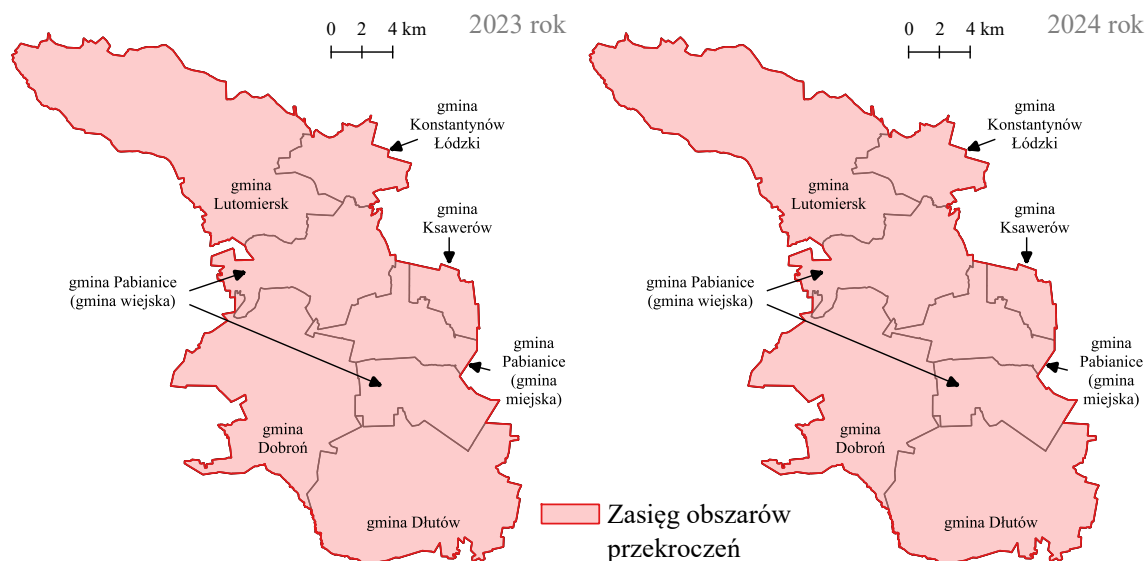 0 2 4 km
2023 rok
gmina
Konstantynów
Łódzki
gmina
Lutomiersk
gmina
Ksawerów
gmina Pabianice
(gmina wiejska)
gmina
Pabianice
(gmina
miejska)
gmina
Dobroń
gmina Dłutów
0 2 4 km
2024 rok
gmina
Konstantynów
Łódzki
gmina
Lutomiersk
gmina
Ksawerów
gmina Pabianice
(gmina wiejska)
gmina
Pabianice
(gmina
miejska)
gmina
Dobroń
gmina Dłutów
Zasięg obszarów
przekroczeń